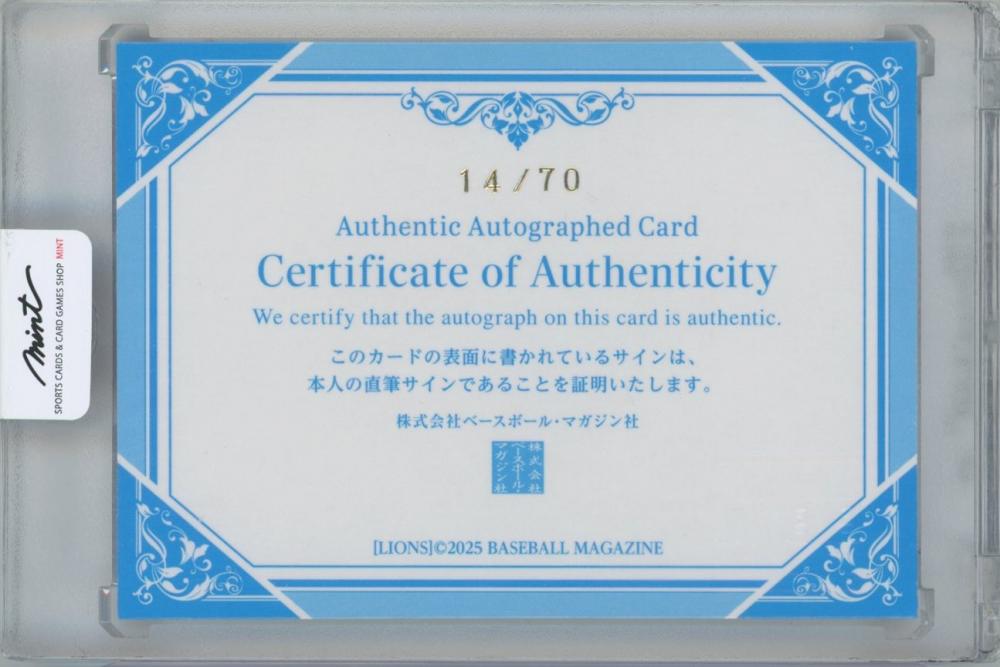 14/70
Authentic Autographed Card
Certificate of Authenticity
We certify that the autograph on this card is authentic.
このカードの表面に書かれているサインは、
本人の直筆サインであることを証明いたします。
株式会社ベースボール・マガジン社
株式会社
ベースボール・
マガジン社
[LIONS]©2025 BASEBALL MAGAZINE
mint
SPORTS CARDS & CARD GAMES SHOP MINT